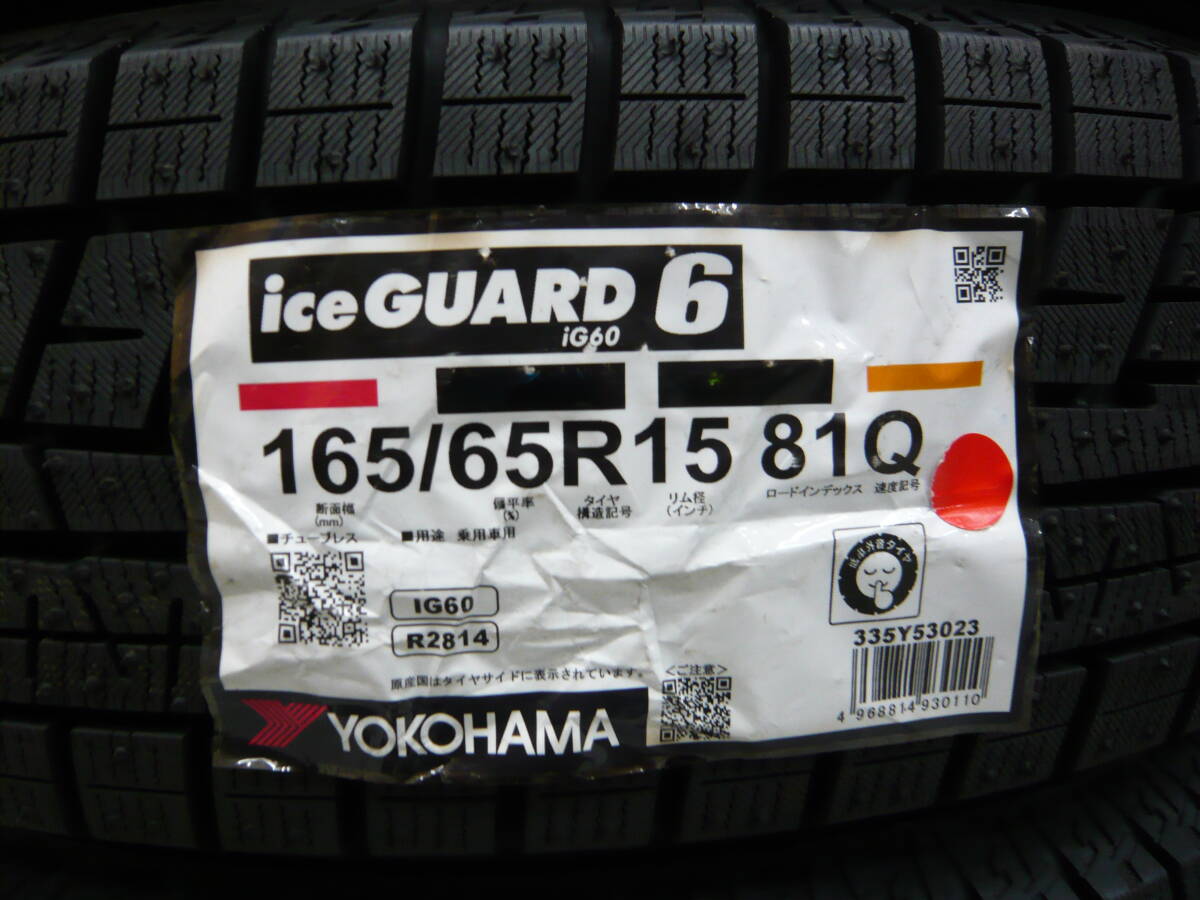 iceGUARD 6
iG60
165/65R15 81Q
断面幅
(mm)
偏平率
(%)
タイヤ
構造記号
リム径
(インチ)
ロードインデックス 速度記号
■チューブレス ■用途 乗用車用
IG60
R2814
335Y53023
原産国はタイヤサイドに表示されています。
<ご注意>
4 968814 930110
YOKOHAMA